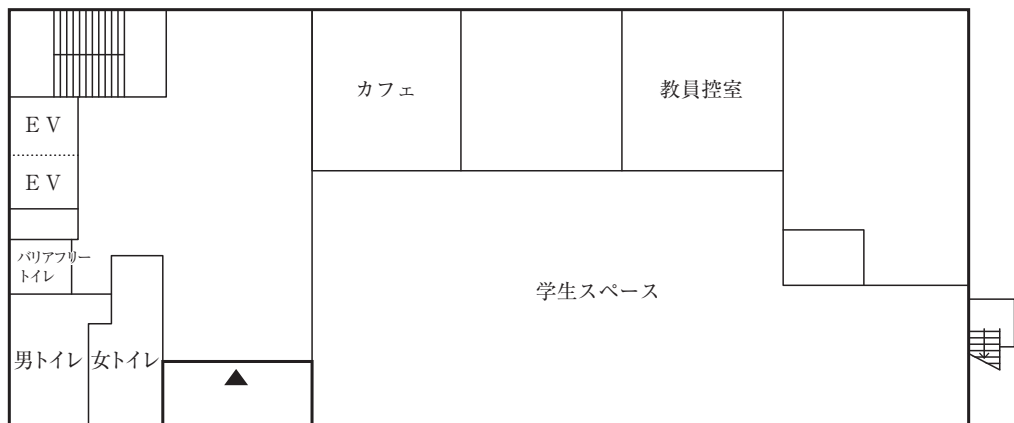 カフェ
教員控室
ＥＶ
ＥＶ
バリアフリー
トイレ
学生スペース
男トイレ
女トイレ